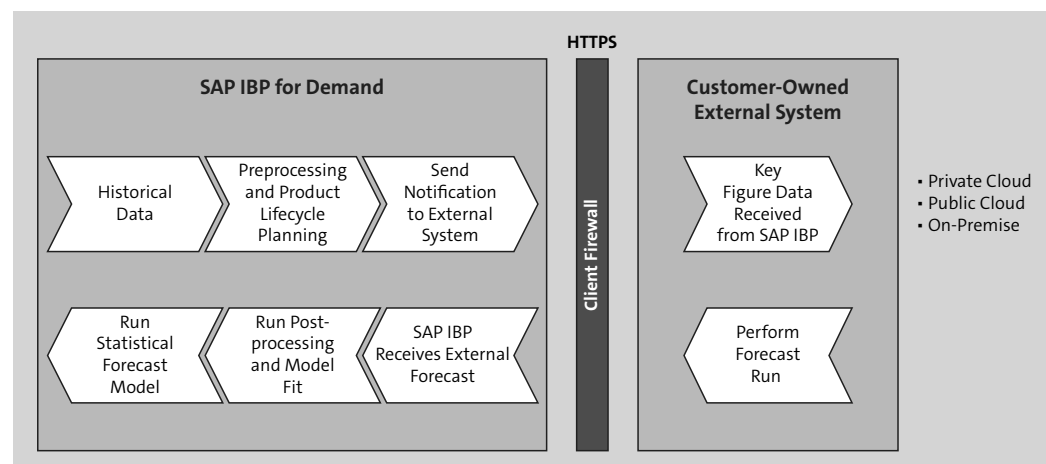 HTTPS
SAP IBP for Demand
Historical
Data
Preprocessing
and Product
Lifecycle
Planning
Send
Notification
to External
System
Run
Statistical
Forecast
Model
Run Post-
processing
and Model
Fit
SAP IBP
Receives External
Forecast
Client Firewall
Customer-Owned
External System
Key
Figure Data
Received
from SAP IBP
Perform
Forecast
Run
▪ Private Cloud
▪ Public Cloud
▪ On-Premise